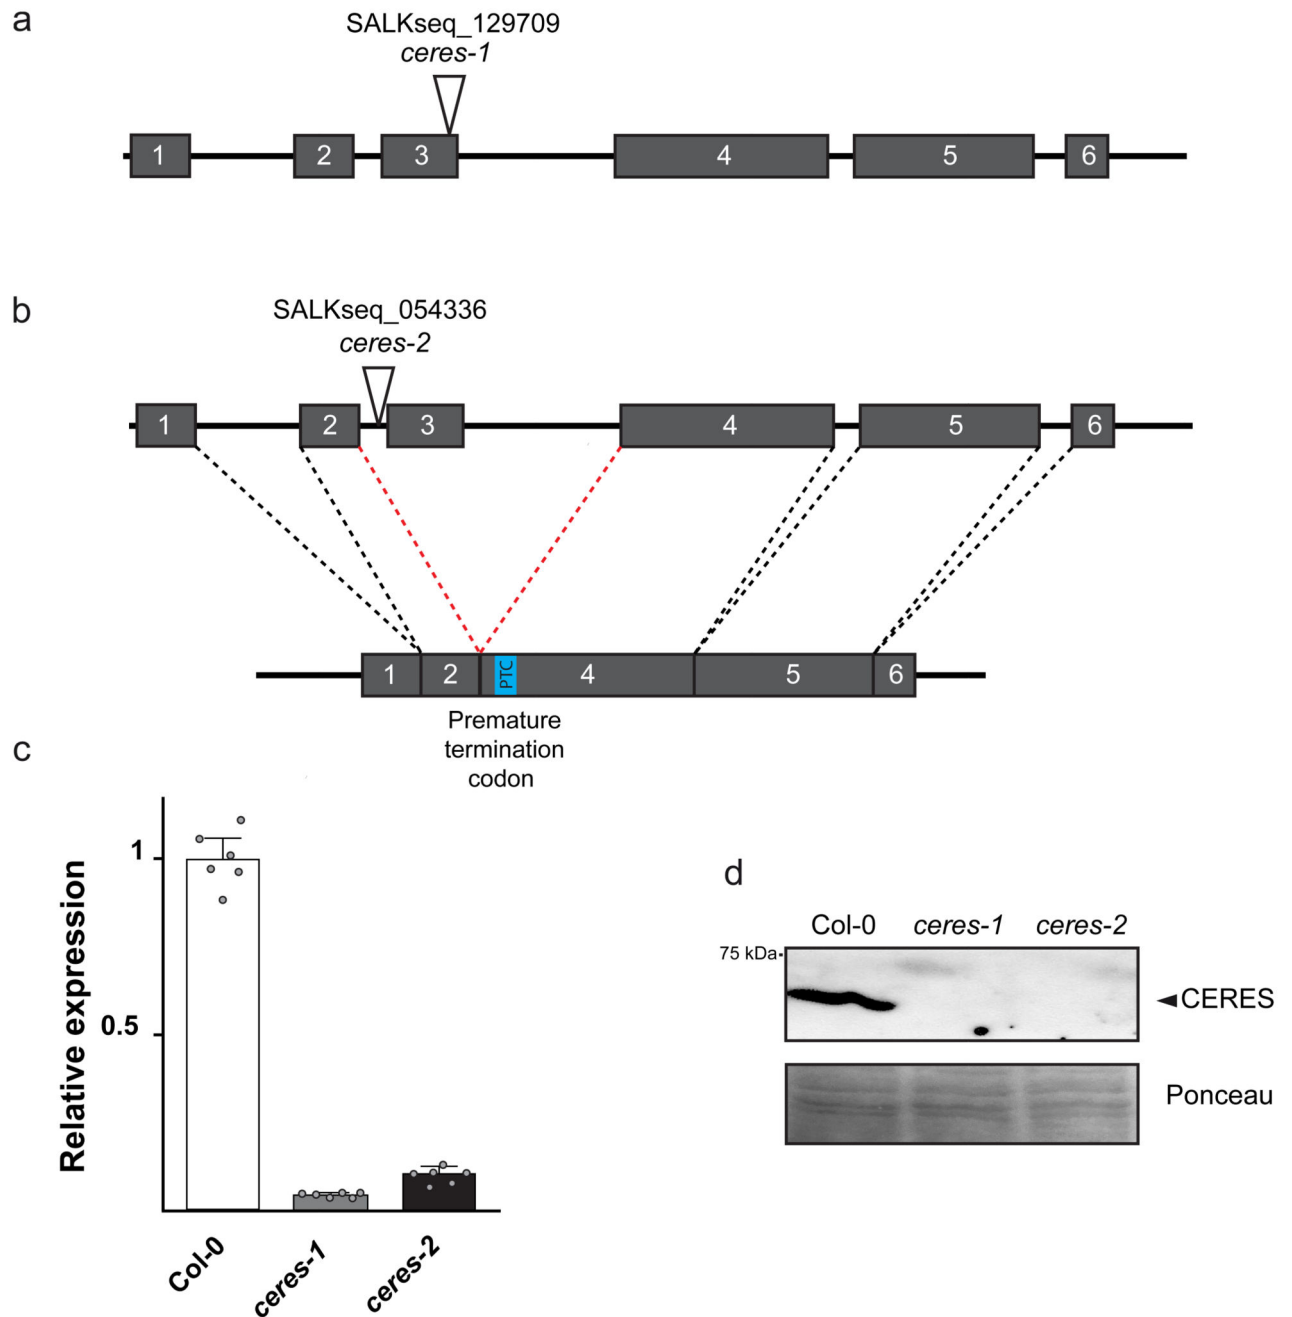 a
SALKseq_129709
ceres-1
1 2 3 4 5 6
b
SALKseq_054336
ceres-2
1 2 3 4 5 6
1 2 PTC 4 5 6
Premature
termination
codon
c
Relative expression
1
0.5
Col-0 ceres-1 ceres-2
d
Col-0 ceres-1 ceres-2
75 kDa
CERES
Ponceau